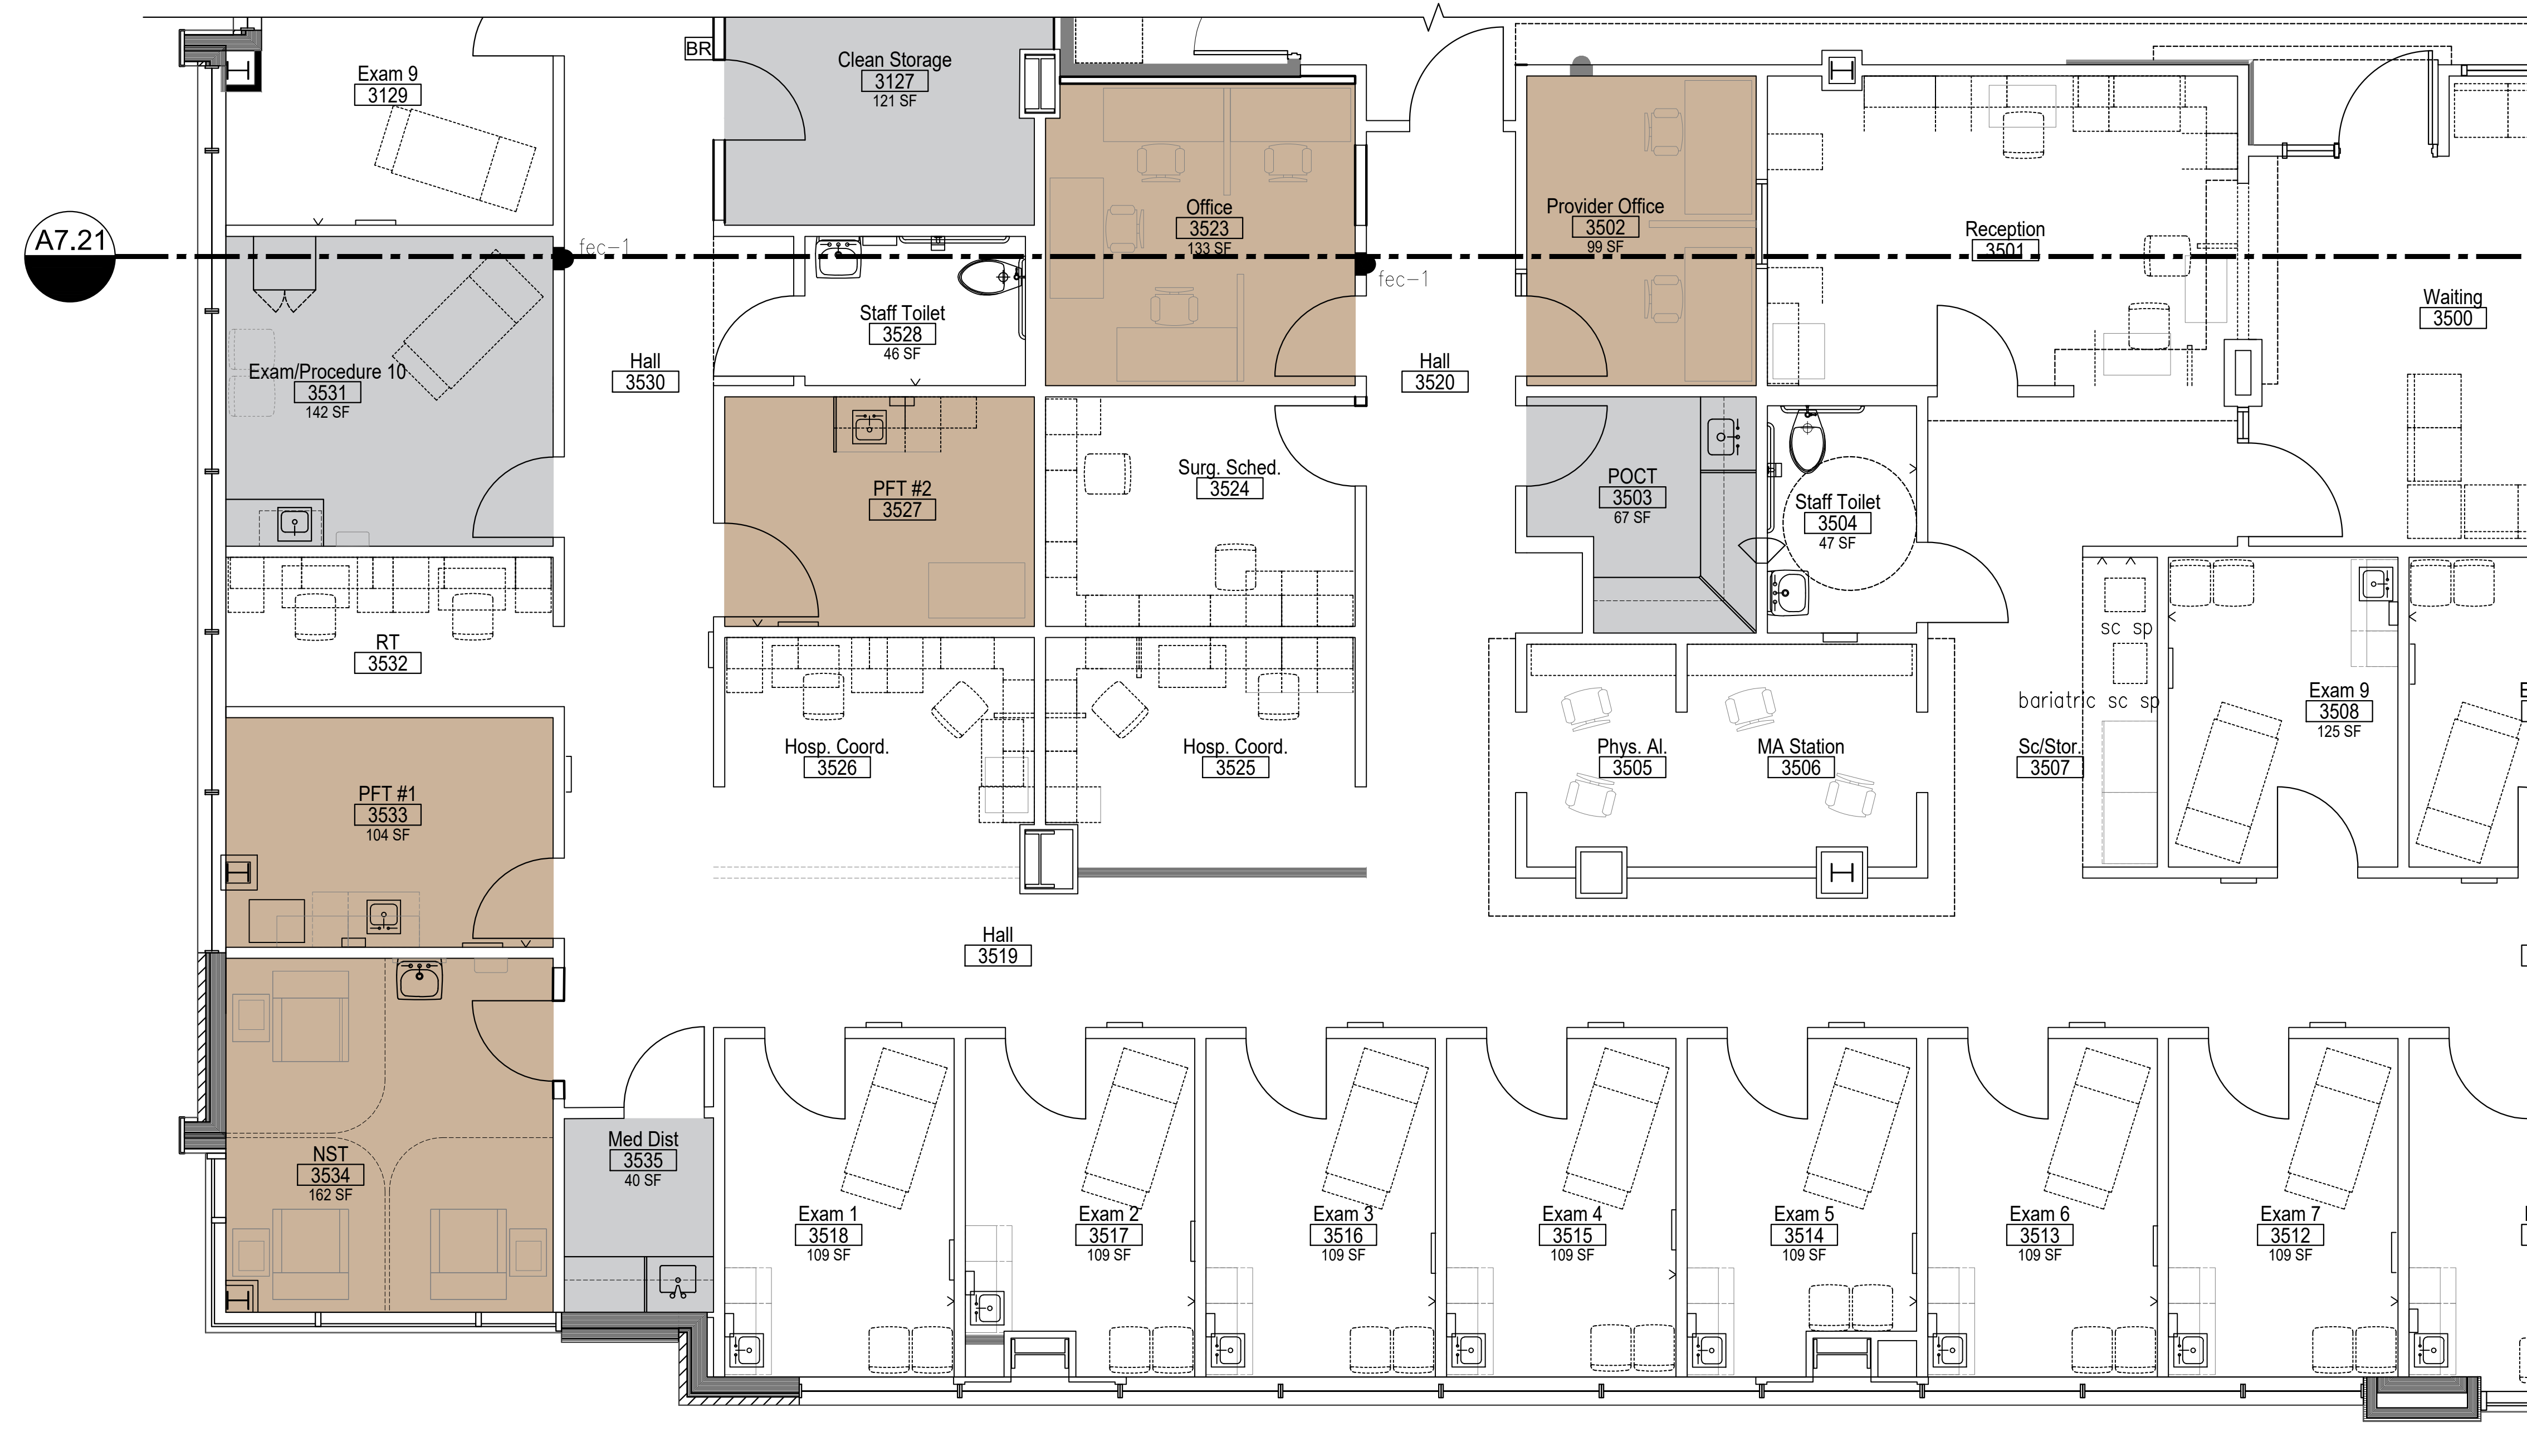 BR
Exam 9
3129
Clean Storage
3127
121 SF
A7.21
fec-1
Office
3523
133 SF
fec-1
Provider Office
3502
99 SF
Reception
3501
Waiting
3500
Exam/Procedure 10
3531
142 SF
Hall
3530
Staff Toilet
3528
46 SF
Hall
3520
PFT #2
3527
Surg. Sched.
3524
POCT
3503
67 SF
Staff Toilet
3504
47 SF
RT
3532
sc sp
bariatric sc sp
Exam 9
3508
125 SF
PFT #1
3533
104 SF
Hosp. Coord.
3526
Hosp. Coord.
3525
Phys. Al.
3505
MA Station
3506
Sc/Stor.
3507
Hall
3519
NST
3534
162 SF
Med Dist
3535
40 SF
Exam 1
3518
109 SF
Exam 2
3517
109 SF
Exam 3
3516
109 SF
Exam 4
3515
109 SF
Exam 5
3514
109 SF
Exam 6
3513
109 SF
Exam 7
3512
109 SF